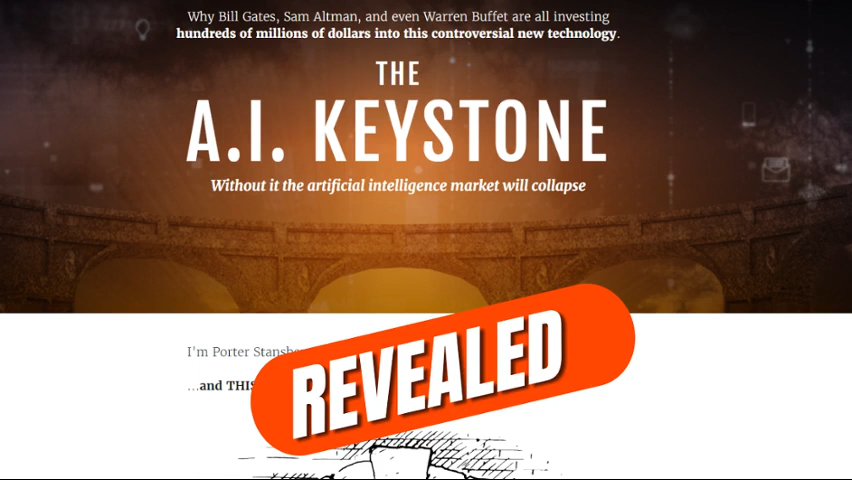 Why Bill Gates, Sam Altman, and even Warren Buffet are all investing
hundreds of millions of dollars into this controversial new technology.
THE
A.I. KEYSTONE
Without it the artificial intelligence market will collapse
I'm Porter
...and THIS
REVEALED